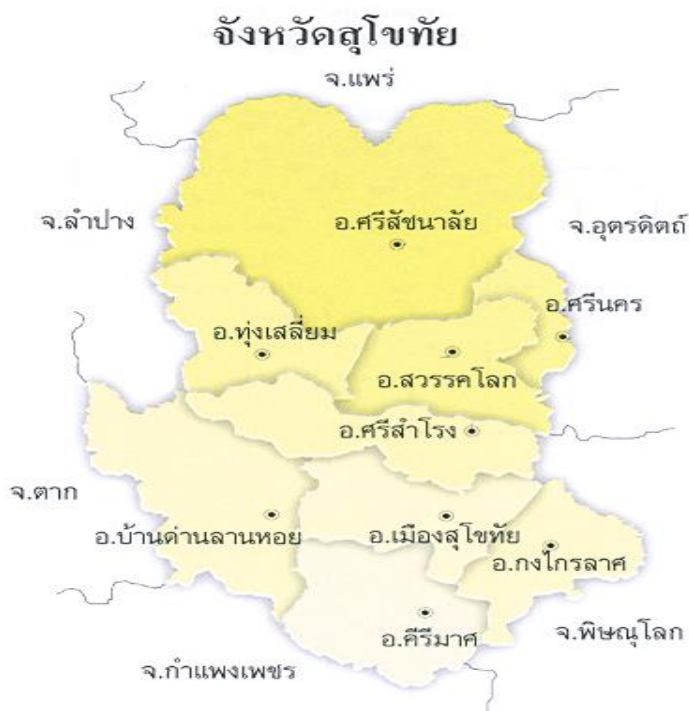 จังหวัดสุโขทัย
จ.แพร่
จ.ลำปาง
อ.ศรีสัชนาลัย
จ.อุตรดิตถ์
อ.ศรีนคร
อ.ทุ่งเสลี่ยม
อ.สวรรคโลก
อ.ศรีสำโรง
จ.ตาก
อ.บ้านด่านลานหอย
อ.เมืองสุโขทัย
อ.กงไกรลาศ
อ.คีรีมาศ
จ.พิษณุโลก
จ.กำแพงเพชร